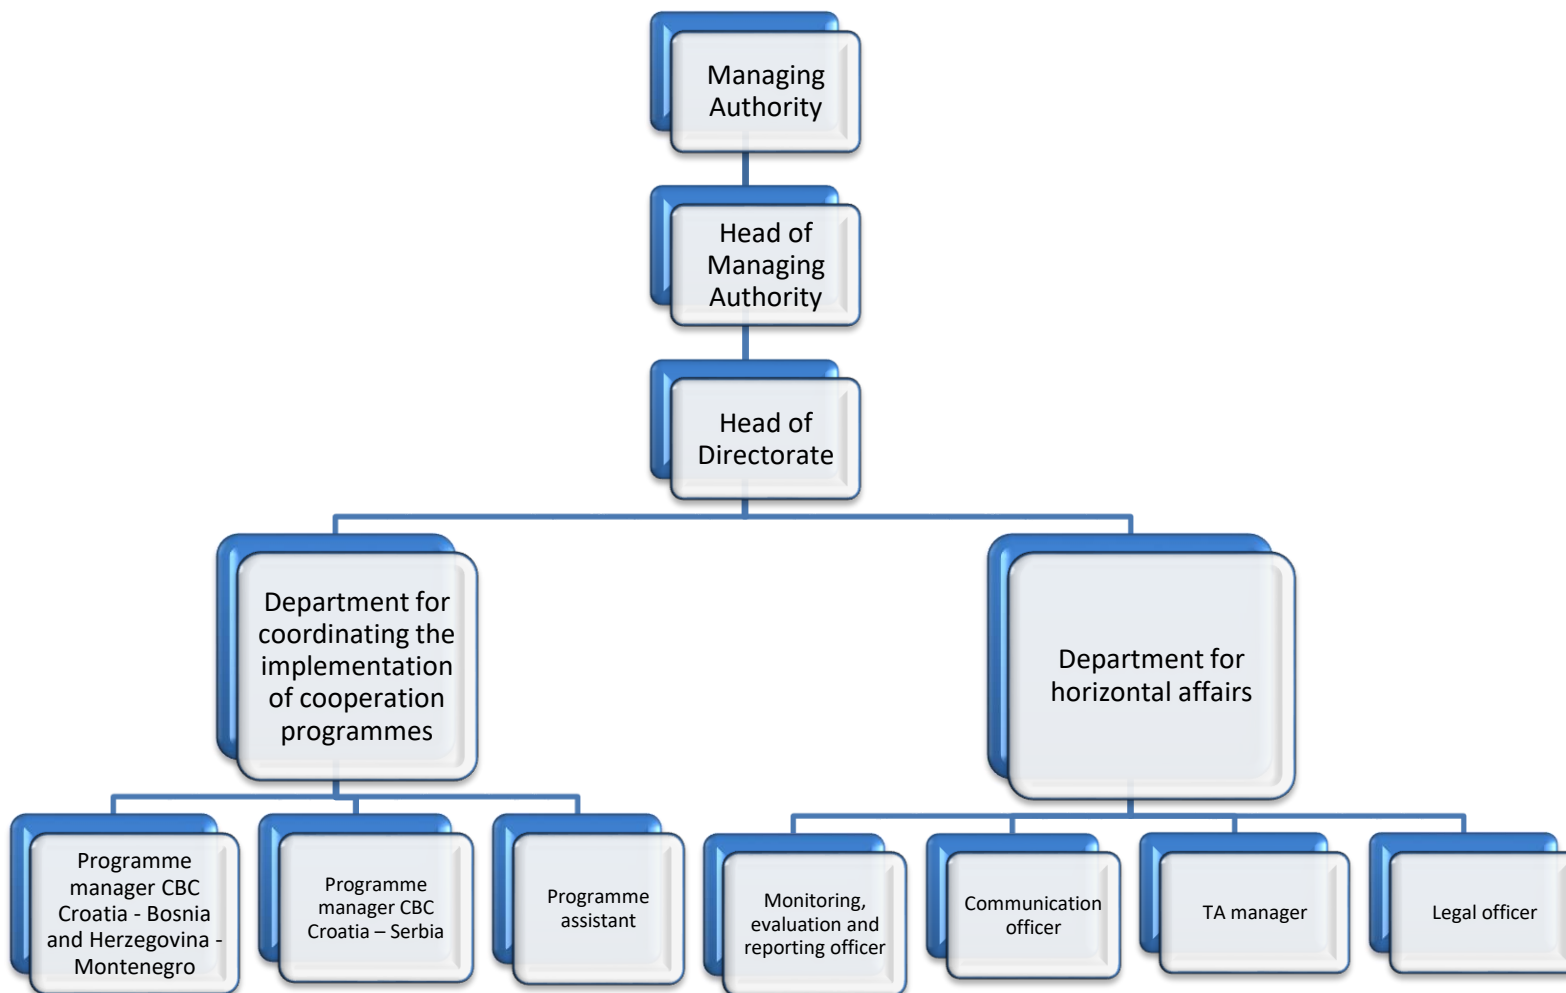 Managing
Authority
Head of
Managing
Authority
Head of
Directorate
Department for
coordinating the
implementation
of cooperation
programmes
Department for
horizontal affairs
Programme
manager CBC
Croatia - Bosnia
and Herzegovina -
Montenegro
Programme
manager CBC
Croatia – Serbia
Programme
assistant
Monitoring,
evaluation and
reporting officer
Communication
officer
TA manager
Legal officer